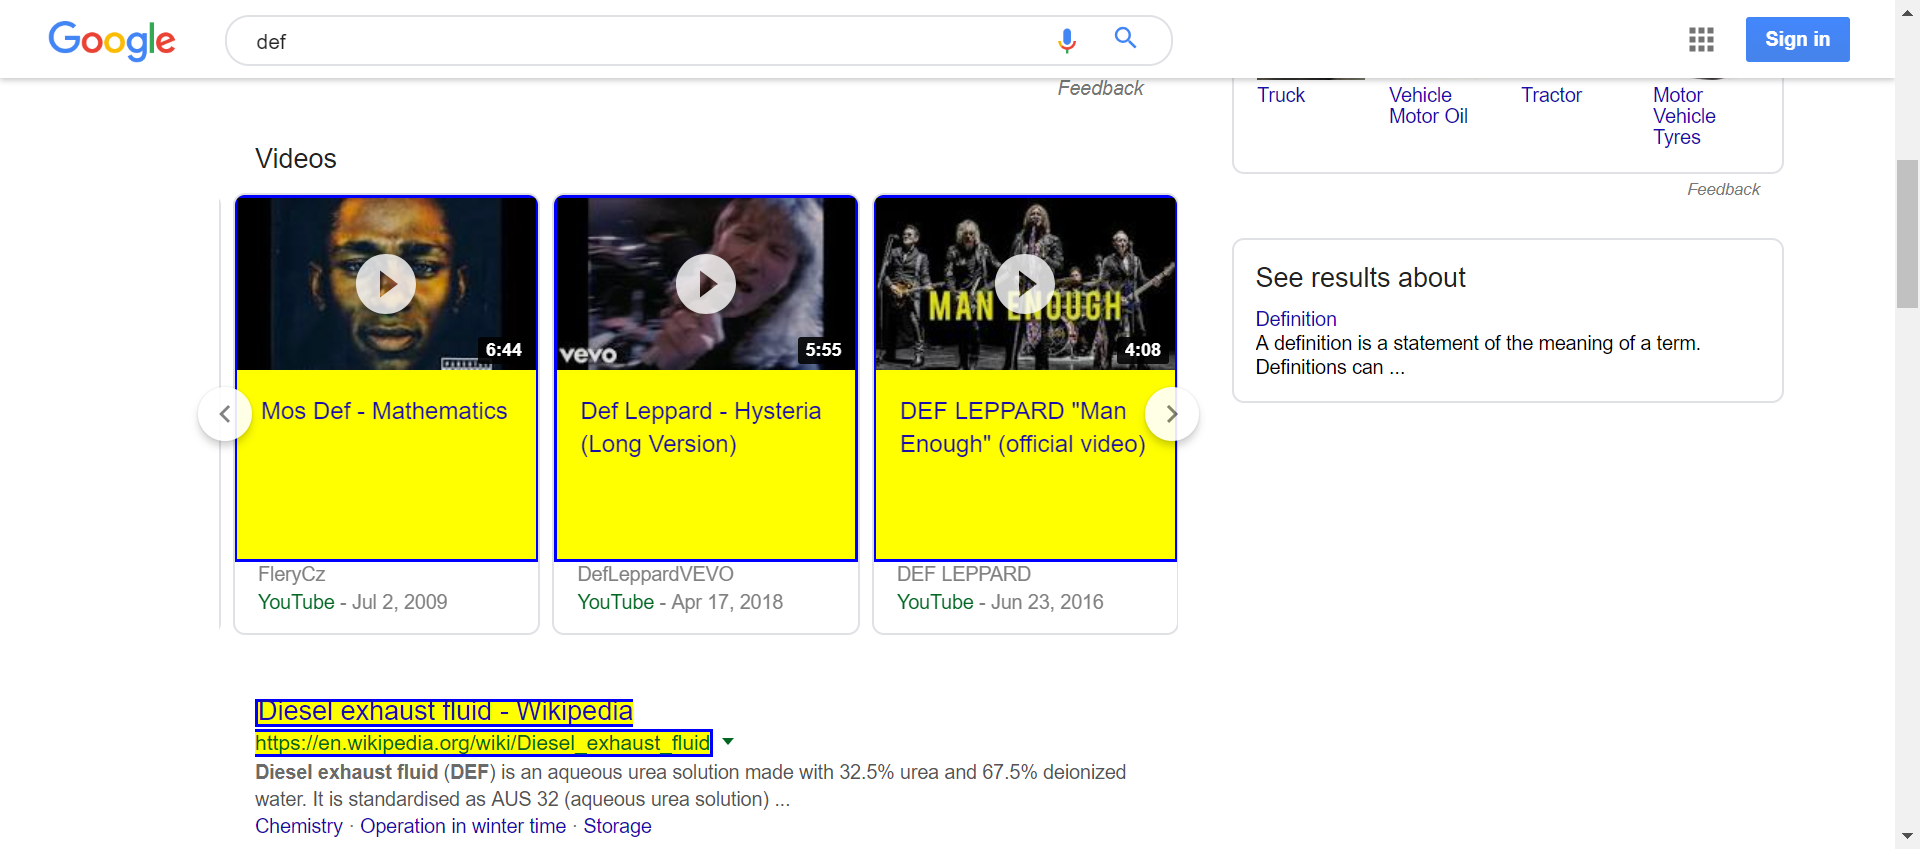 Google
def
Sign in
Feedback
Truck
Vehicle
Motor Oil
Tractor
Motor
Vehicle
Tyres
Feedback
Videos
6:44
vevo
5:55
MAN ENOUGH
4:08
Mos Def - Mathematics
Def Leppard - Hysteria
(Long Version)
DEF LEPPARD "Man
Enough" (official video)
FleryCz
YouTube - Jul 2, 2009
DefLeppardVEVO
YouTube - Apr 17, 2018
DEF LEPPARD
YouTube - Jun 23, 2016
See results about
Definition
A definition is a statement of the meaning of a term.
Definitions can ...
Diesel exhaust fluid - Wikipedia
https://en.wikipedia.org/wiki/Diesel_exhaust_fluid
Diesel exhaust fluid (DEF) is an aqueous urea solution made with 32.5% urea and 67.5% deionized
water. It is standardised as AUS 32 (aqueous urea solution) ...
Chemistry · Operation in winter time · Storage